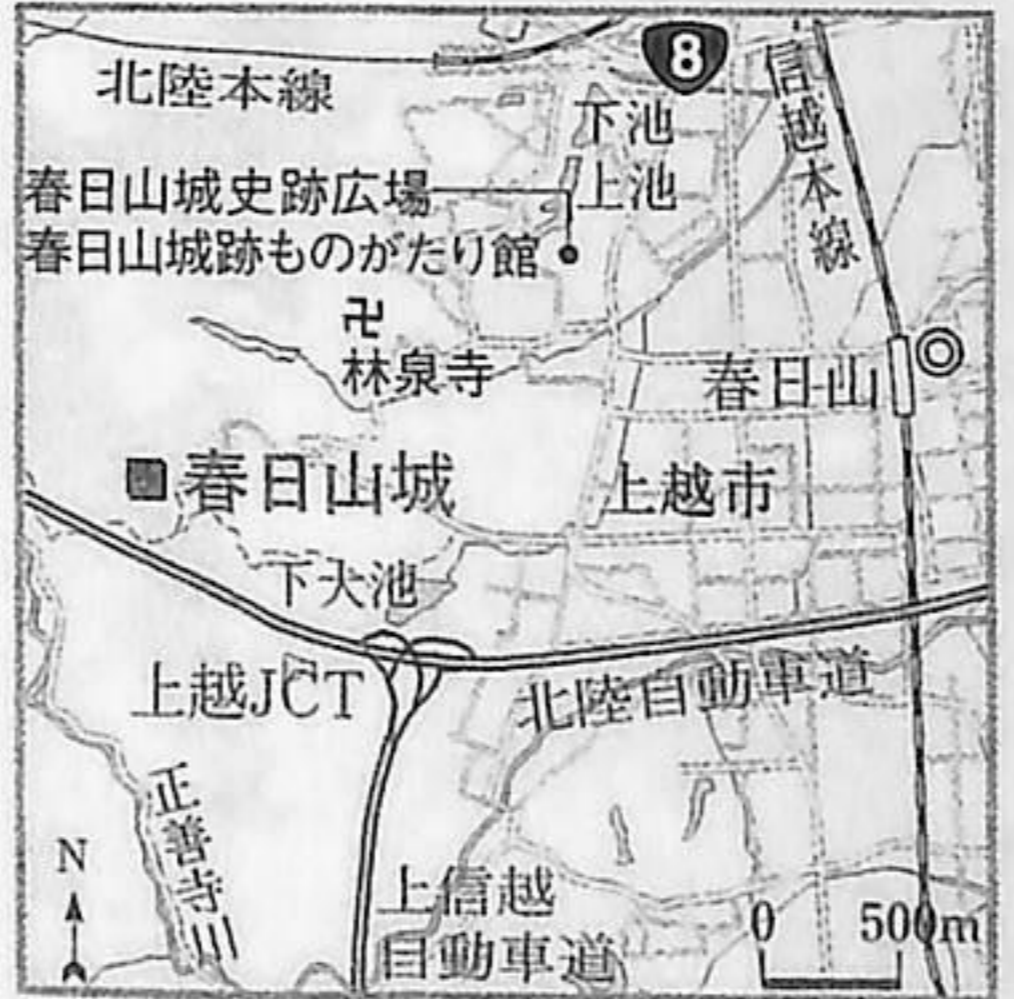 北陸本線
8
信越本線
下池
上池
春日山城史跡広場
春日山城跡ものがたり館
卍
林泉寺
春日山
春日山城
上越市
下大池
上越JCT
北陸自動車道
正善寺川
上信越
自動車道
N
0 500m